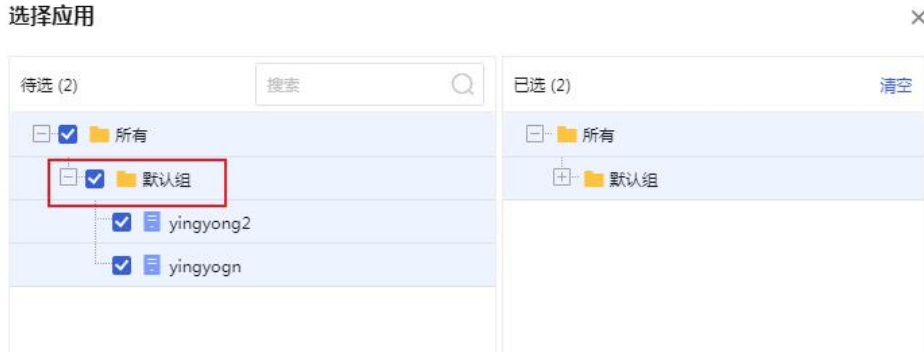 选择应用
待选 (2)
搜索
已选 (2)
清空
所有
默认组
yingyong2
yingyogn
所有
默认组